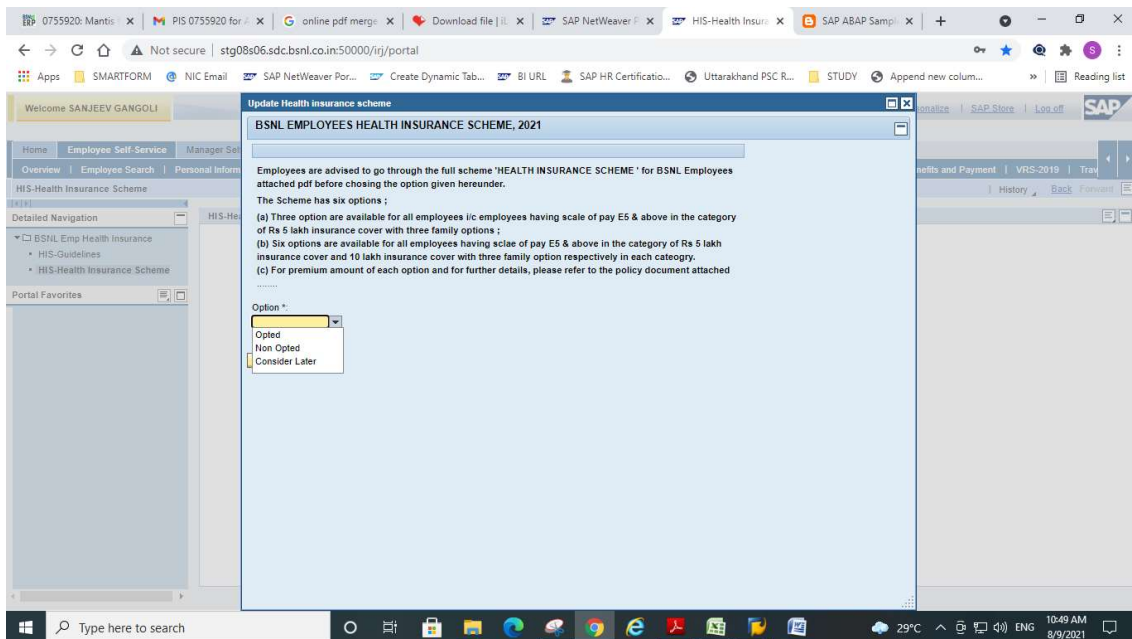 0755920: Mantis
PIS 0755920 for
online pdf merge
Download file | iL
SAP NetWeaver P
HIS-Health Insura
SAP ABAP Sampl
Not secure | stg08s06.sdc.bsnl.co.in:50000/irj/portal
S
Apps SMARTFORM NIC Email SAP NetWeaver Por... Create Dynamic Tab... BI URL SAP HR Certificatio... Uttarakhand PSC R... STUDY Append new colum... » Reading list
Welcome SANJEEV GANGOLI
Update Health insurance scheme
SAP Store | Log off SAP
BSNL EMPLOYEES HEALTH INSURANCE SCHEME, 2021
Home Employee Self-Service Manager Sel
Overview | Employee Search | Personal Inform
nefits and Payment | VRS-2019 | Trav
HIS-Health Insurance Scheme
History Back Forward
Detailed Navigation
HIS-Hea
BSNL Emp Health Insurance
• HIS-Guidelines
• HIS-Health Insurance Scheme
Portal Favorites
Employees are advised to go through the full scheme 'HEALTH INSURANCE SCHEME ' for BSNL Employees
attached pdf before chosing the option given hereunder.
The Scheme has six options ;
(a) Three option are available for all employees i/c employees having scale of pay E5 & above in the category
of Rs 5 lakh insurance cover with three family options ;
(b) Six options are available for all employees having sclae of pay E5 & above in the category of Rs 5 lakh
insurance cover and 10 lakh insurance cover with three family option respectively in each cateogry.
(c) For premium amount of each option and for further details, please refer to the policy document attached
........
Option *:
Opted
Non Opted
Consider Later
Type here to search
29°C ENG 10:49 AM
8/9/2021